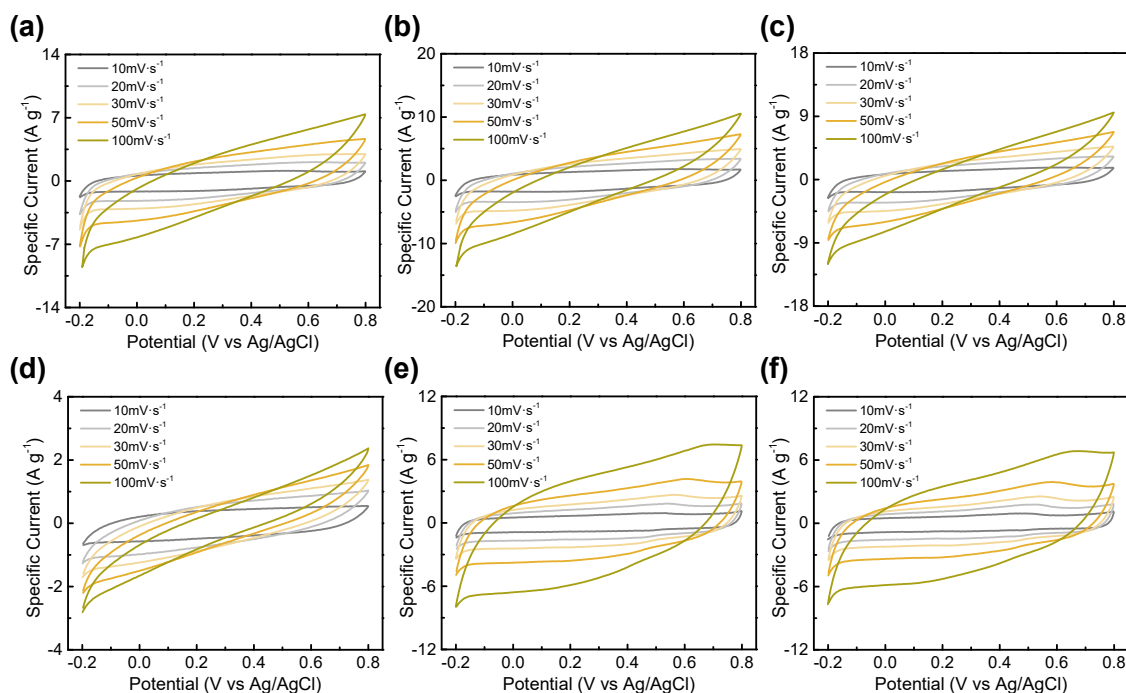 (a)
14
7
0
-7
-14
Specific Current (A g⁻¹)
10mV·s⁻¹
20mV·s⁻¹
30mV·s⁻¹
50mV·s⁻¹
100mV·s⁻¹
-0.2 0.0 0.2 0.4 0.6 0.8
Potential (V vs Ag/AgCl)
(b)
20
10
0
-10
-20
Specific Current (A g⁻¹)
10mV·s⁻¹
20mV·s⁻¹
30mV·s⁻¹
50mV·s⁻¹
100mV·s⁻¹
-0.2 0.0 0.2 0.4 0.6 0.8
Potential (V vs Ag/AgCl)
(c)
18
9
0
-9
-18
Specific Current (A g⁻¹)
10mV·s⁻¹
20mV·s⁻¹
30mV·s⁻¹
50mV·s⁻¹
100mV·s⁻¹
-0.2 0.0 0.2 0.4 0.6 0.8
Potential (V vs Ag/AgCl)
(d)
4
2
0
-2
-4
Specific Current (A g⁻¹)
10mV·s⁻¹
20mV·s⁻¹
30mV·s⁻¹
50mV·s⁻¹
100mV·s⁻¹
-0.2 0.0 0.2 0.4 0.6 0.8
Potential (V vs Ag/AgCl)
(e)
12
6
0
-6
-12
Specific Current (A g⁻¹)
10mV·s⁻¹
20mV·s⁻¹
30mV·s⁻¹
50mV·s⁻¹
100mV·s⁻¹
-0.2 0.0 0.2 0.4 0.6 0.8
Potential (V vs Ag/AgCl)
(f)
12
6
0
-6
-12
Specific Current (A g⁻¹)
10mV·s⁻¹
20mV·s⁻¹
30mV·s⁻¹
50mV·s⁻¹
100mV·s⁻¹
-0.2 0.0 0.2 0.4 0.6 0.8
Potential (V vs Ag/AgCl)